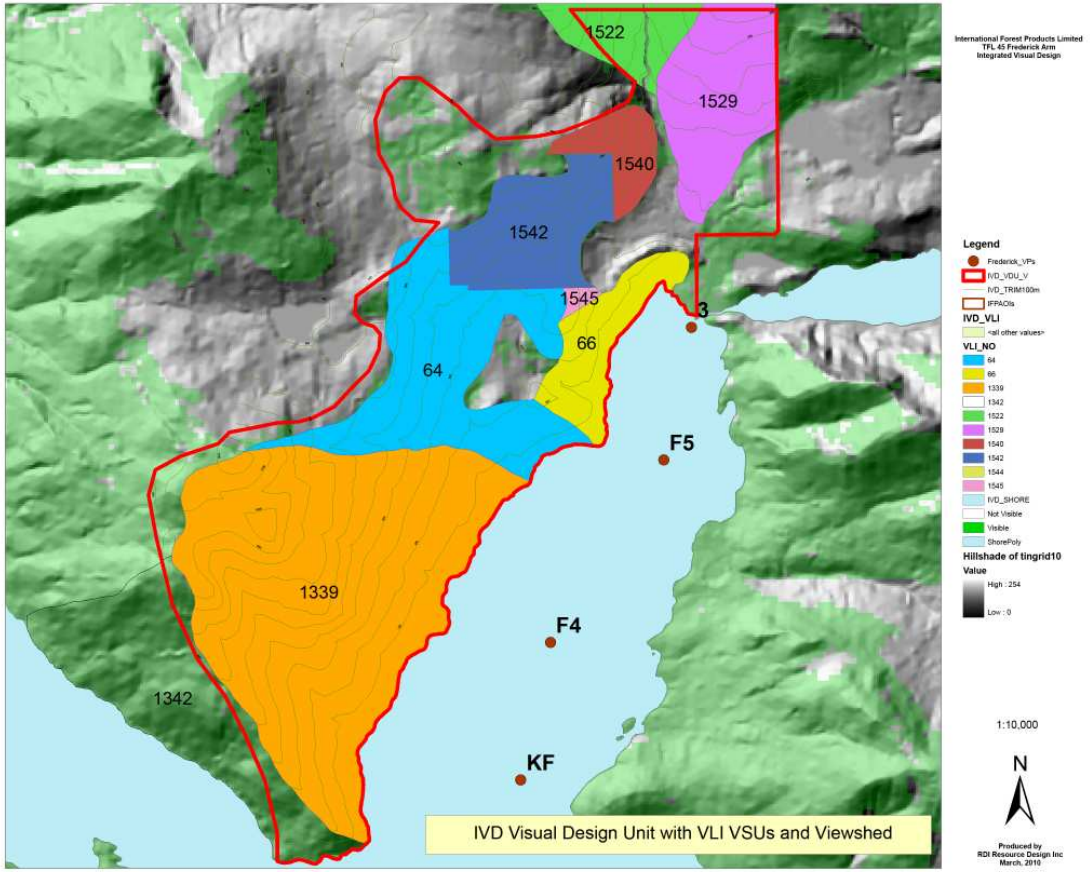 International Forest Products Limited
TFL 45 Frederick Arm
Integrated Visual Design
1522
1529
1540
1542
1545
3
66
64
F5
1339
F4
1342
KF
IVD Visual Design Unit with VLI VSUs and Viewshed
Legend
Frederick_VPs
IVD_VDU_V
IVD_TRIM100m
IFPAOIs
IVD_VLI
<all other values>
VLI_NO
64
66
1339
1342
1522
1529
1540
1542
1544
1545
IVD_SHORE
Not Visible
Visible
ShorePoly
Hillshade of tingrid10
Value
High : 254
Low : 0
1:10,000
N
Produced by
RDI Resource Design Inc
March, 2010